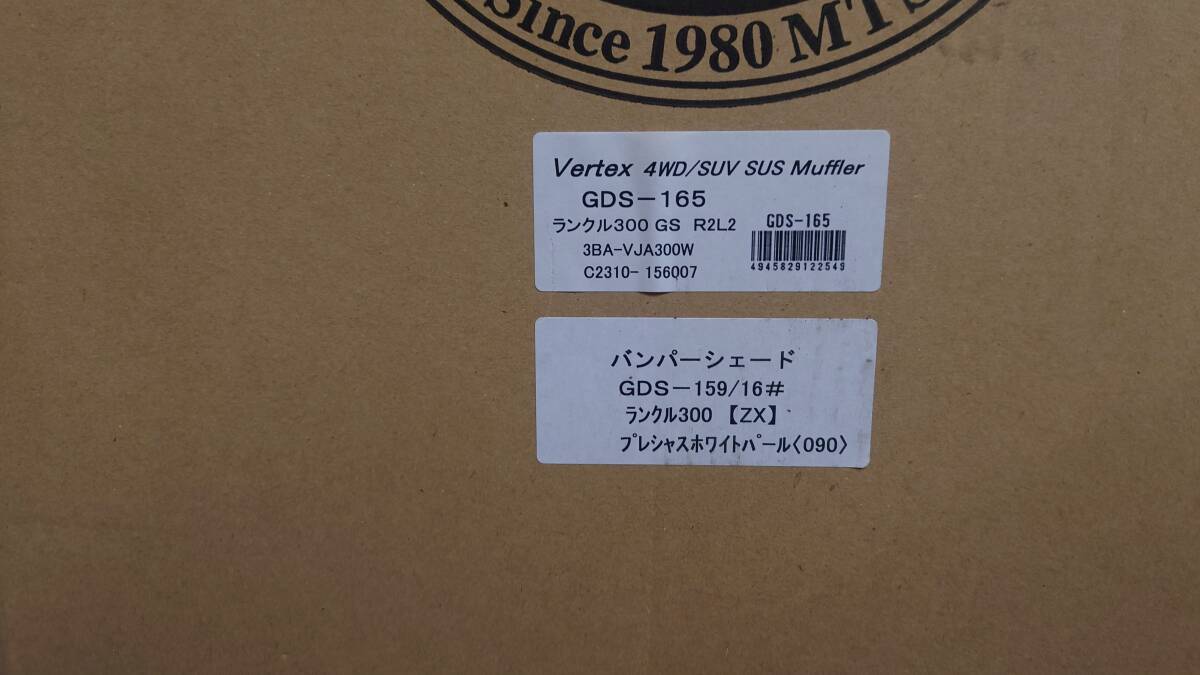 Since 1980 MTS
Vertex 4WD/SUV SUS Muffler
GDS-165
ランクル300 GS R2L2
GDS-165
3BA-VJA300W
C2310- 156007
4945829122549
バンパーシェード
GDS-159/16#
ランクル300 【ZX】
プレシャスホワイトパール〈090〉